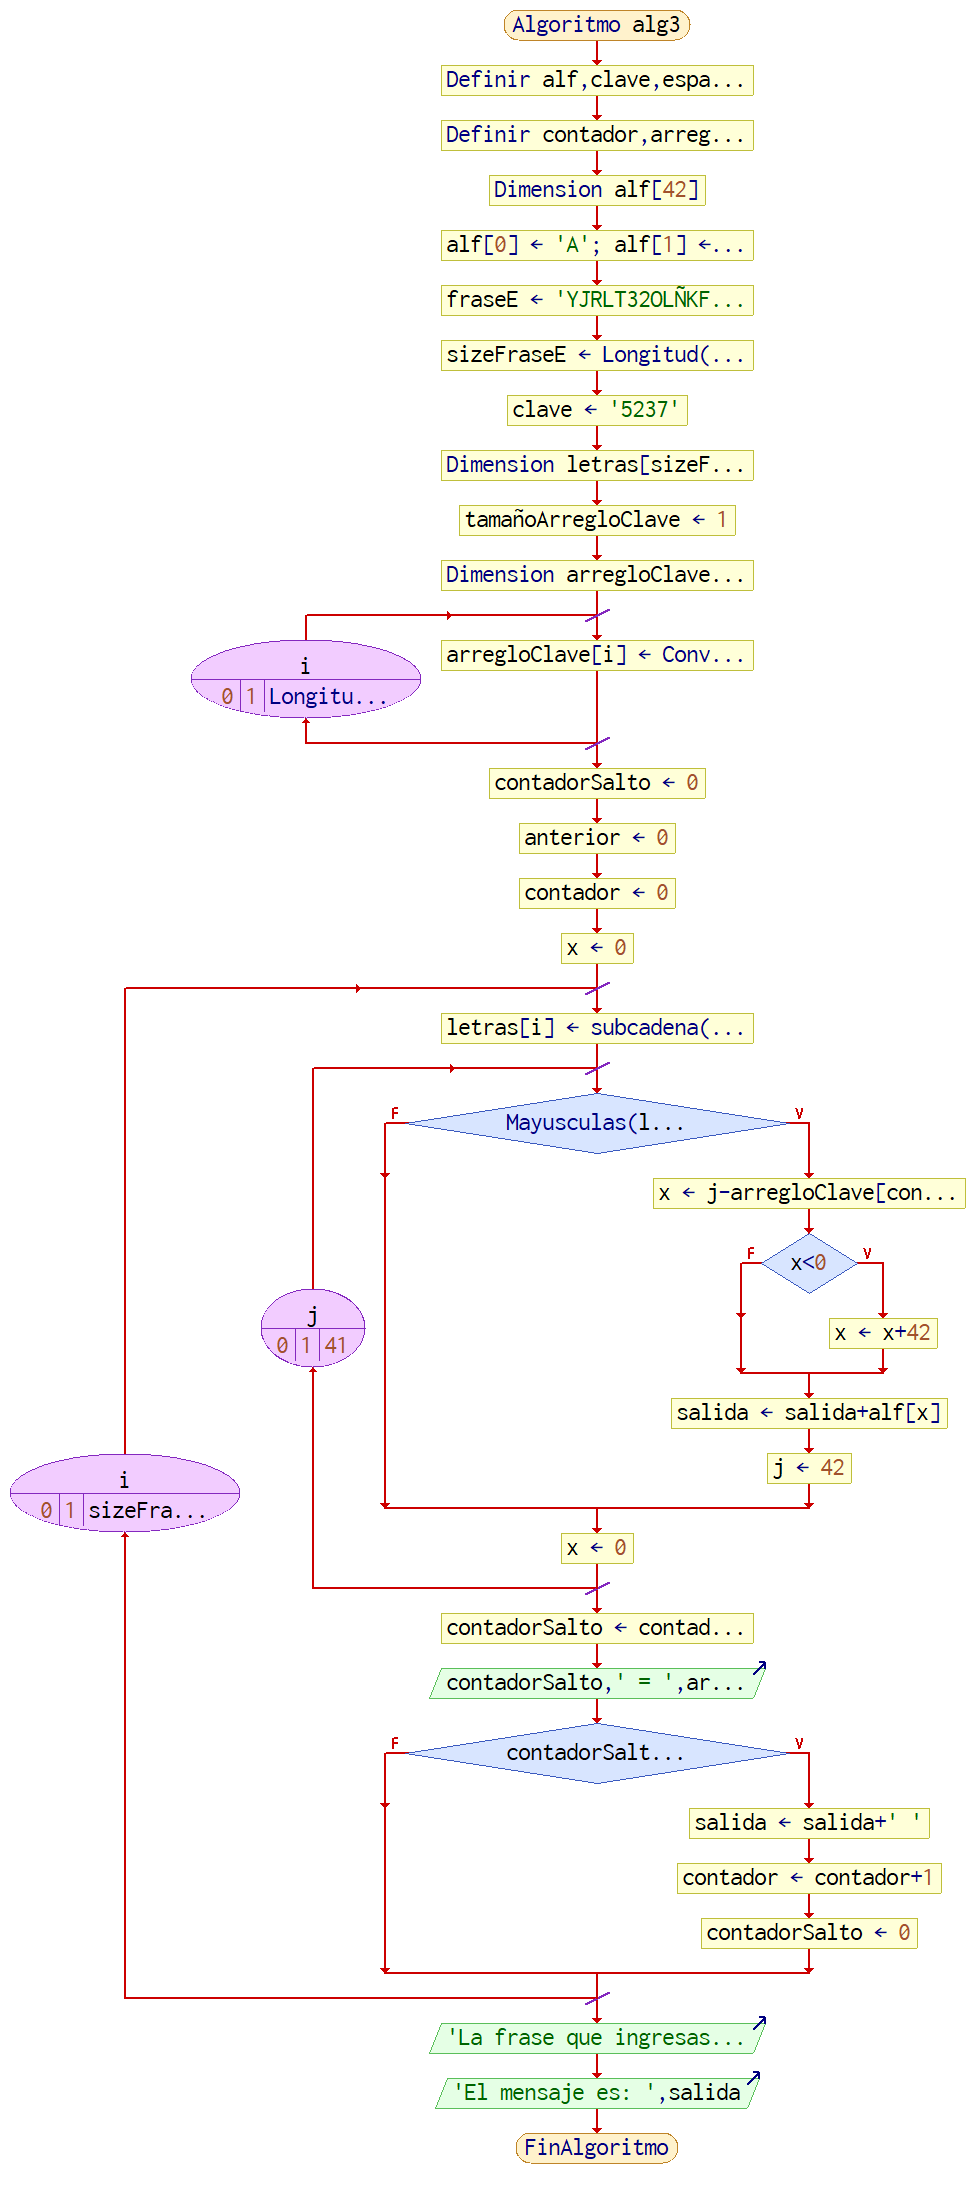 Algoritmo alg3
Definir alf,clave,espa...
Definir contador,arreg...
Dimension alf[42]
alf[0] ← 'A'; alf[1] ←...
fraseE ← 'YJRLT32OLÑKF...
sizeFraseE ← Longitud(...
clave ← '5237'
Dimension letras[sizeF...
tamañoArregloClave ← 1
Dimension arregloClave...
arregloClave[i] ← Conv...
i
0 1 Longitu...
contadorSalto ← 0
anterior ← 0
contador ← 0
x ← 0
letras[i] ← subcadena(...
F
Mayusculas(l...
V
x ← j-arregloClave[con...
F
x<0
V
j
0 1 41
x ← x+42
salida ← salida+alf[x]
j ← 42
i
0 1 sizeFra...
x ← 0
contadorSalto ← contad...
contadorSalto,' = ',ar...
F
contadorSalt...
V
salida ← salida+' '
contador ← contador+1
contadorSalto ← 0
'La frase que ingresas...
'El mensaje es: ',salida
FinAlgoritmo